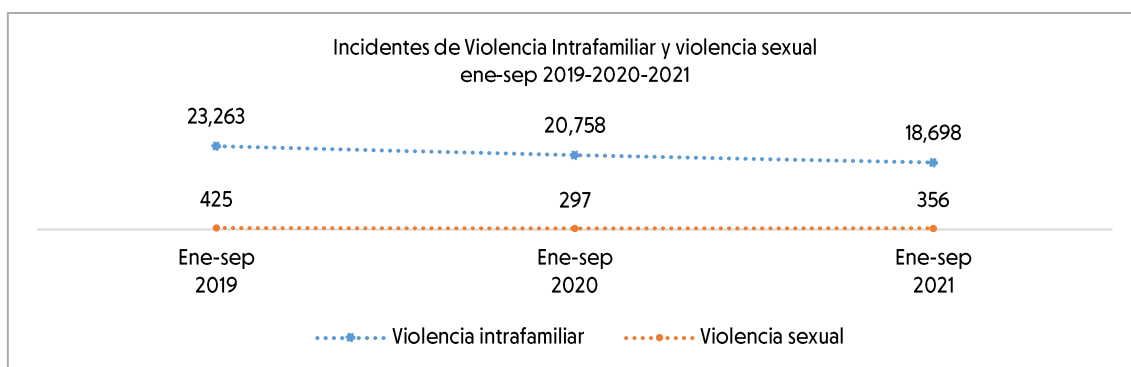 Incidentes de Violencia Intrafamiliar y violencia sexual
ene-sep 2019-2020-2021
23,263
20,758
18,698
425
297
356
Ene-sep
2019
Ene-sep
2020
Ene-sep
2021
Violencia intrafamiliar
Violencia sexual